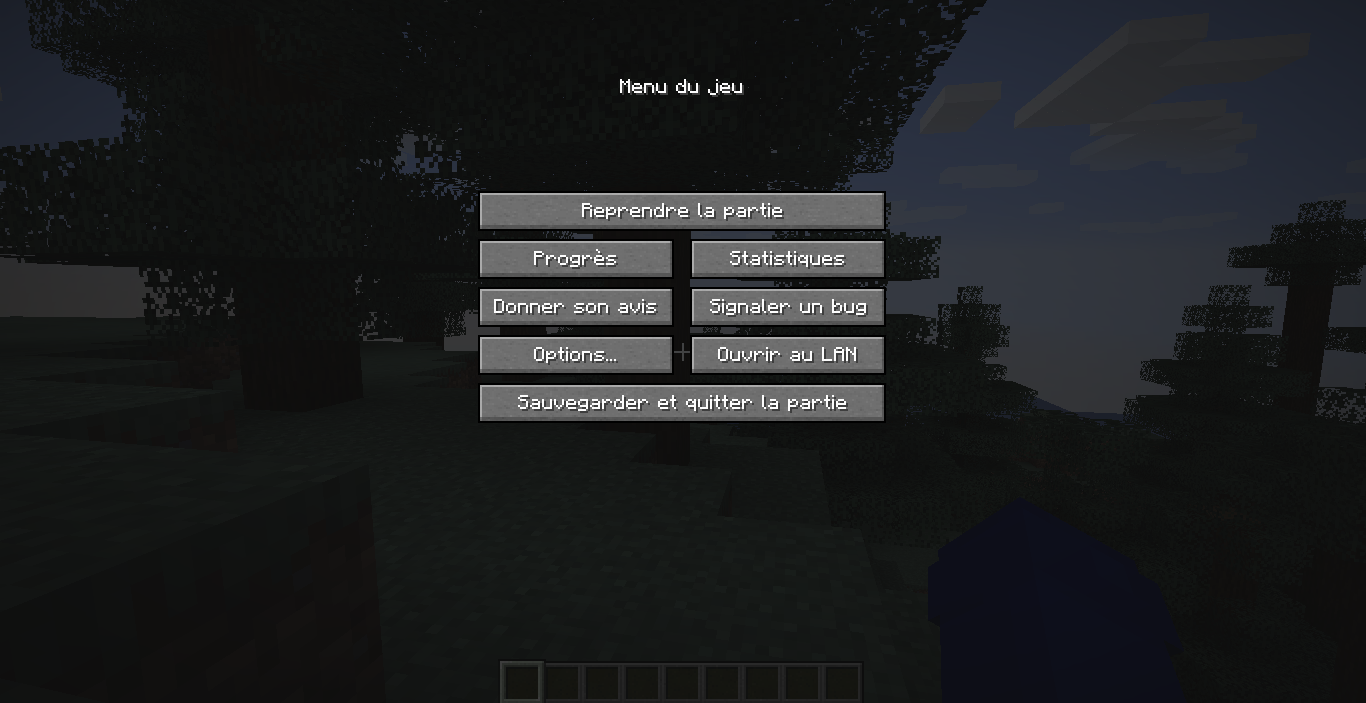 Menu du jeu
Reprendre la partie
Progrès
Statistiques
Donner son avis
Signaler un bug
Options...
Ouvrir au LAN
Sauvegarder et quitter la partie